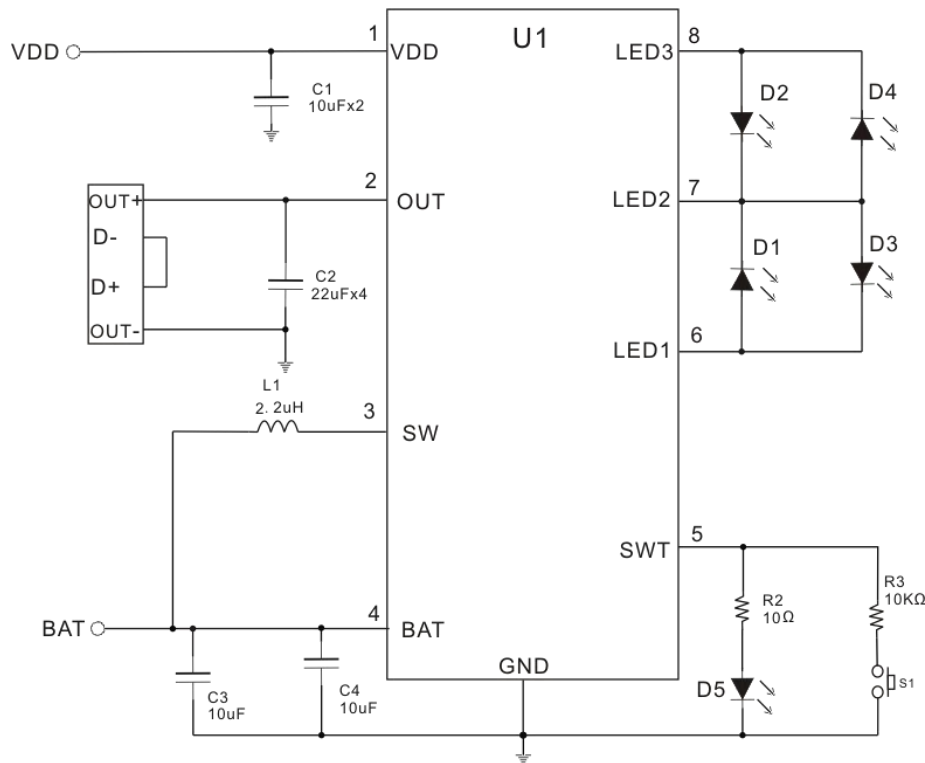 VDD
1
VDD
C1
10uFx2
2
OUT
OUT+
D-
D+
OUT-
C2
22uFx4
L1
2. 2uH
3
SW
BAT
4
BAT
C3
10uF
C4
10uF
U1
GND
LED3
8
D2
D4
LED2
7
D1
D3
LED1
6
SWT
5
R2
10Ω
R3
10KΩ
D5
S1